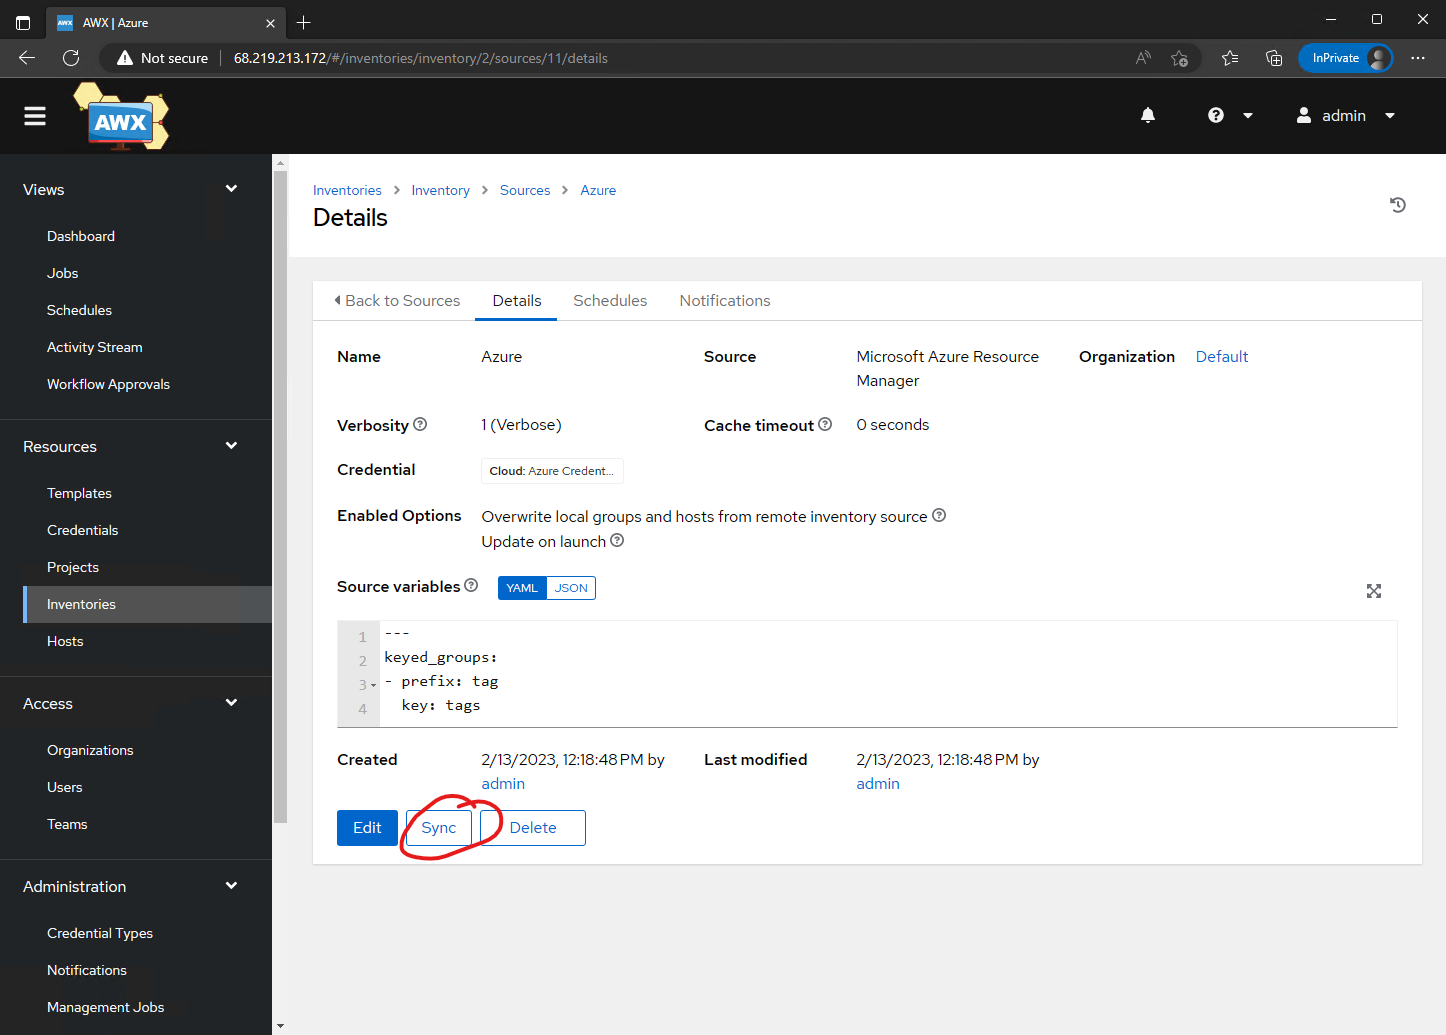 AWX | Azure
Not secure
68.219.213.172/#/inventories/inventory/2/sources/11/details
InPrivate
AWX
admin
Views
Dashboard
Jobs
Schedules
Activity Stream
Workflow Approvals
Resources
Templates
Credentials
Projects
Inventories
Hosts
Access
Organizations
Users
Teams
Administration
Credential Types
Notifications
Management Jobs
Inventories > Inventory > Sources > Azure
Details
Back to Sources Details Schedules Notifications
Name Azure
Source Microsoft Azure Resource
Manager
Organization Default
Verbosity 1 (Verbose)
Cache timeout 0 seconds
Credential Cloud: Azure Credent...
Enabled Options Overwrite local groups and hosts from remote inventory source
Update on launch
Source variables YAML JSON
1 ---
2 keyed_groups:
3 - prefix: tag
4 key: tags
Created 2/13/2023, 12:18:48 PM by
admin
Last modified 2/13/2023, 12:18:48 PM by
admin
Edit Sync Delete